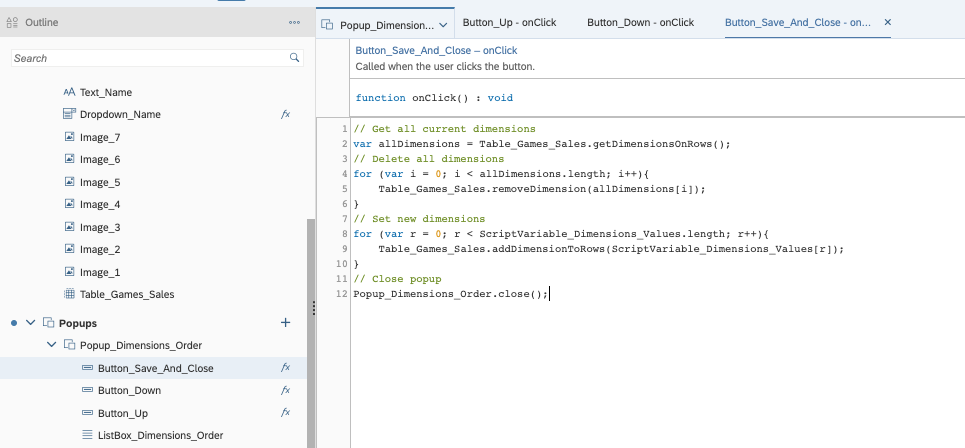 Outline
Search
Text_Name
Dropdown_Name fx
Image_7
Image_6
Image_5
Image_4
Image_3
Image_2
Image_1
Table_Games_Sales
Popups +
Popup_Dimensions_Order
Button_Save_And_Close fx
Button_Down fx
Button_Up fx
ListBox_Dimensions_Order
Popup_Dimension... Button_Up - onClick Button_Down - onClick Button_Save_And_Close - on...
Button_Save_And_Close – onClick
Called when the user clicks the button.
function onClick() : void
1 // Get all current dimensions
2 var allDimensions = Table_Games_Sales.getDimensionsOnRows();
3 // Delete all dimensions
4 for (var i = 0; i < allDimensions.length; i++){
5 Table_Games_Sales.removeDimension(allDimensions[i]);
6 }
7 // Set new dimensions
8 for (var r = 0; r < ScriptVariable_Dimensions_Values.length; r++){
9 Table_Games_Sales.addDimensionToRows(ScriptVariable_Dimensions_Values[r]);
10 }
11 // Close popup
12 Popup_Dimensions_Order.close();